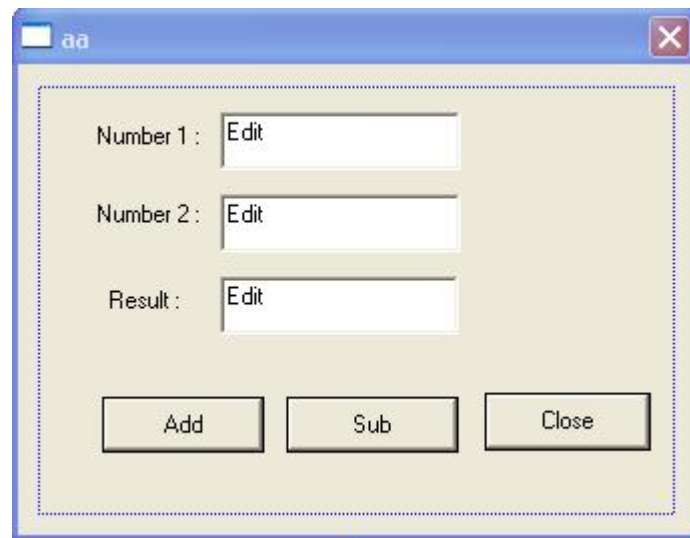 aa
Number 1 : Edit
Number 2 : Edit
Result : Edit
Add Sub Close